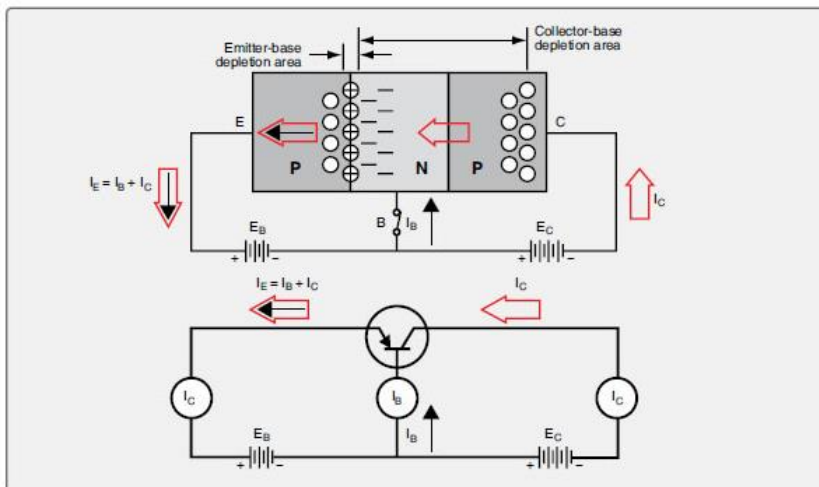 Emitter-base
depletion area
Collector-base
depletion area
E
C
P
N
P
I_E = I_B + I_C
B
I_B
I_C
E_B
E_C
+
−
+
−
I_E = I_B + I_C
I_C
I_C
I_B
I_C
E_B
I_B
E_C
+
−
+
−